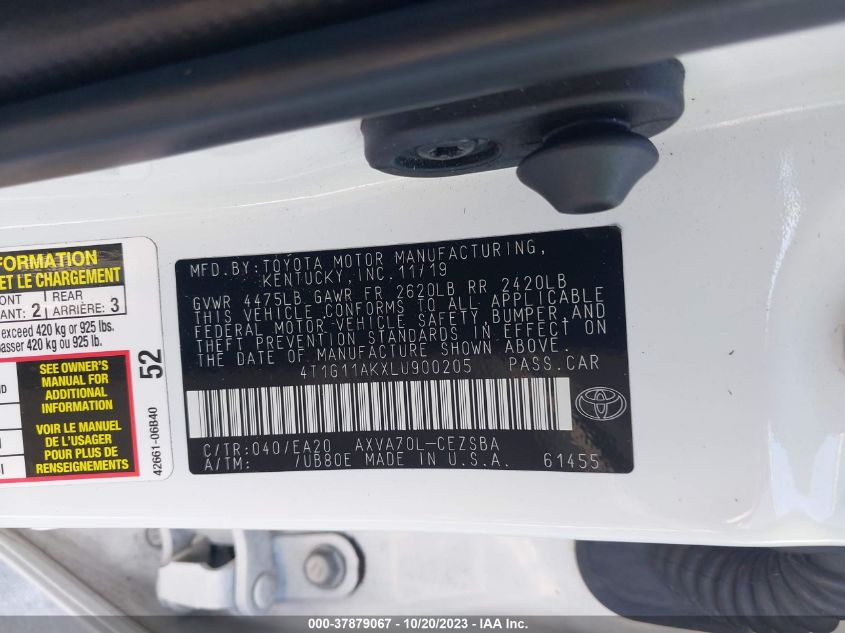 FORMATION
ET LE CHARGEMENT
REAR
2 ARRIÈRE: 3
exceed 420 kg or 925 lbs.
420 kg ou 925 lb.
SEE OWNER'S
MANUAL FOR
ADDITIONAL
INFORMATION
VOIR LE MANUEL
DE L'USAGER
POUR PLUS DE
RENSEIGNEMENTS
52
42661-06B40
MFD.BY:TOYOTA MOTOR MANUFACTURING,
KENTUCKY,INC.11/19
GVWR 4475LB GAWR FR 2620LB RR 2420LB
THIS VEHICLE CONFORMS TO ALL APPLICABLE
FEDERAL MOTOR VEHICLE SAFETY, BUMPER,AND
THEFT PREVENTION STANDARDS IN EFFECT ON
THE DATE OF MANUFACTURE SHOWN ABOVE.
4T1G11AKXLU900205 PASS.CAR
C/TR:040/EA20 AXVA70L-CEZSBA
A/TM: /UB80E MADE IN U.S.A. 61455
000-37879067 - 10/20/2023 - IAA Inc.